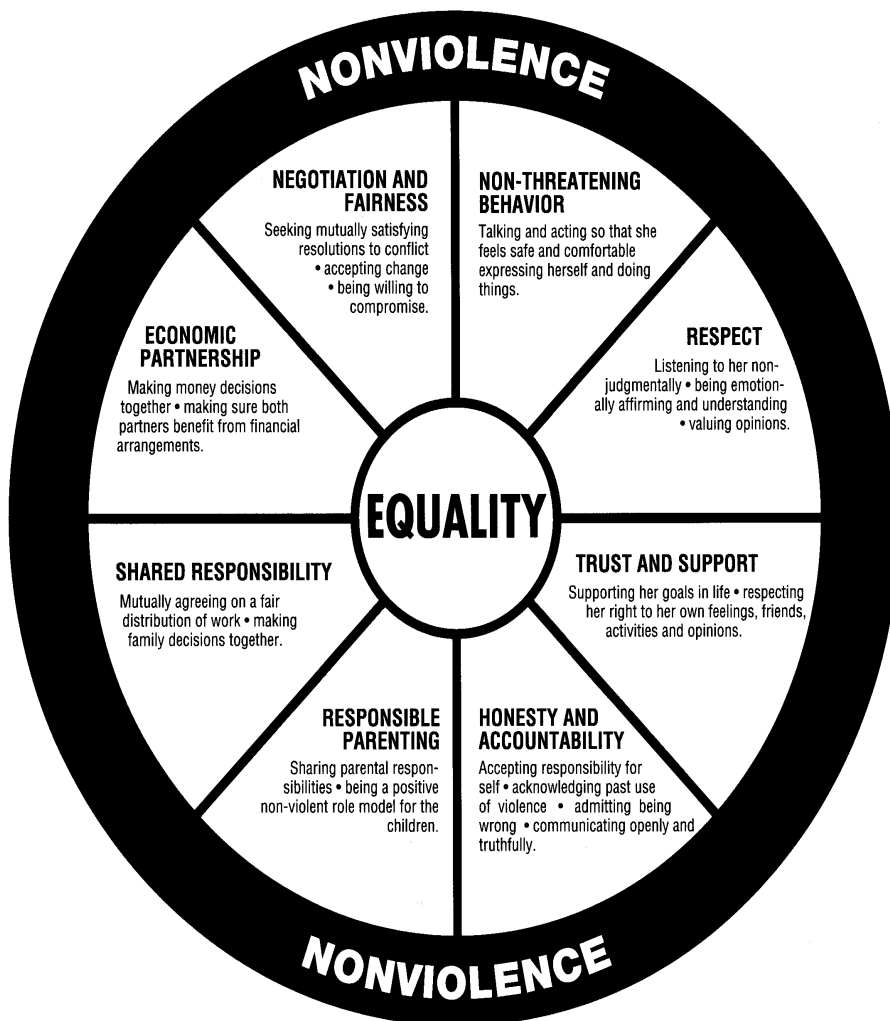 NONVIOLENCE
NEGOTIATION AND
FAIRNESS
Seeking mutually satisfying
resolutions to conflict
• accepting change
• being willing to
compromise.
NON-THREATENING
BEHAVIOR
Talking and acting so that she
feels safe and comfortable
expressing herself and doing
things.
ECONOMIC
PARTNERSHIP
Making money decisions
together • making sure both
partners benefit from financial
arrangements.
RESPECT
Listening to her non-
judgmentally • being emotion-
ally affirming and understanding
• valuing opinions.
EQUALITY
SHARED RESPONSIBILITY
Mutually agreeing on a fair
distribution of work • making
family decisions together.
TRUST AND SUPPORT
Supporting her goals in life • respecting
her right to her own feelings, friends,
activities and opinions.
RESPONSIBLE
PARENTING
Sharing parental respon-
sibilities • being a positive
non-violent role model for the
children.
HONESTY AND
ACCOUNTABILITY
Accepting responsibility for
self • acknowledging past use
of violence • admitting being
wrong • communicating openly and
truthfully.
NONVIOLENCE